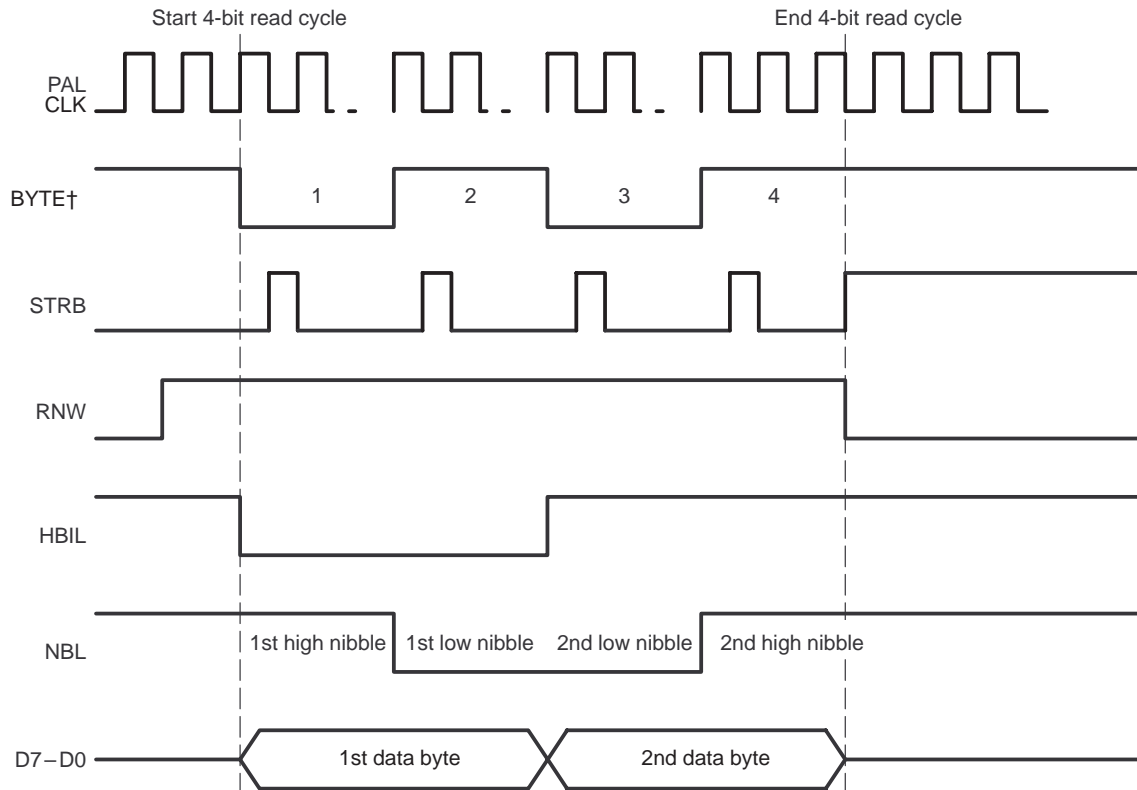 Start 4-bit read cycle
End 4-bit read cycle
PAL
CLK
BYTE†
1
2
3
4
STRB
RNW
HBIL
NBL
1st high nibble
1st low nibble
2nd low nibble
2nd high nibble
D7–D0
1st data byte
2nd data byte